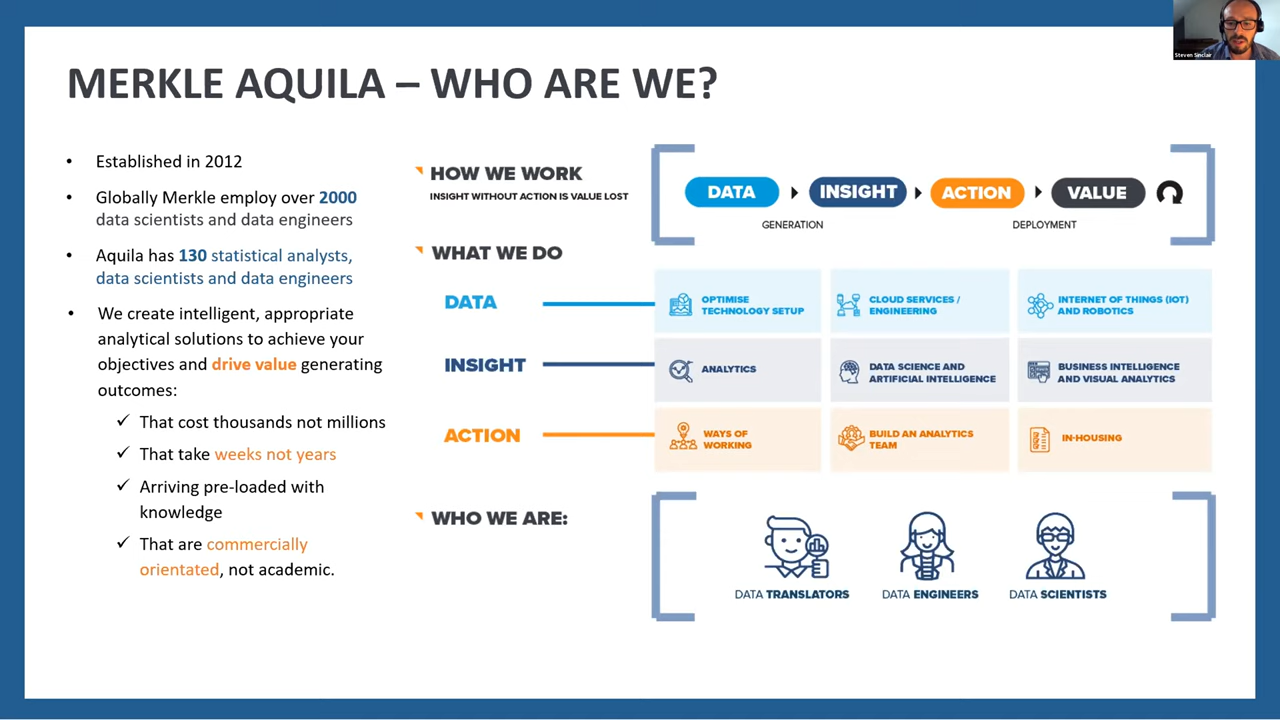 Steven Sinclair
MERKLE AQUILA – WHO ARE WE?
• Established in 2012
• Globally Merkle employ over 2000
data scientists and data engineers
• Aquila has 130 statistical analysts,
data scientists and data engineers
• We create intelligent, appropriate
analytical solutions to achieve your
objectives and drive value generating
outcomes:
✓ That cost thousands not millions
✓ That take weeks not years
✓ Arriving pre-loaded with
knowledge
✓ That are commercially
orientated, not academic.
HOW WE WORK
INSIGHT WITHOUT ACTION IS VALUE LOST
DATA INSIGHT ACTION VALUE
GENERATION DEPLOYMENT
WHAT WE DO
DATA
OPTIMISE
TECHNOLOGY SETUP
CLOUD SERVICES /
ENGINEERING
INTERNET OF THINGS (IOT)
AND ROBOTICS
INSIGHT
ANALYTICS
DATA SCIENCE AND
ARTIFICIAL INTELLIGENCE
BUSINESS INTELLIGENCE
AND VISUAL ANALYTICS
ACTION
WAYS OF
WORKING
BUILD AN ANALYTICS
TEAM
IN-HOUSING
WHO WE ARE:
DATA TRANSLATORS
DATA ENGINEERS
DATA SCIENTISTS